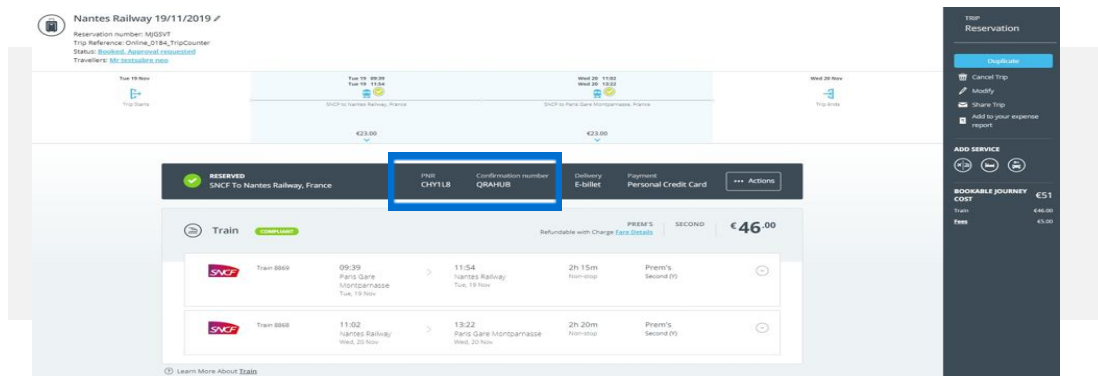 Nantes Railway 19/11/2019
Reservation number: MJGSVT
Trip Reference: Online_0184_TripCounter
Status: Booked, Approval requested
Travellers: Mr testsabre neo
Tue 19 Nov
Trip Starts
Tue 19 09:39
Tue 19 11:54
SNCF to Nantes Railway, France
€23.00
Wed 20 11:02
Wed 20 13:22
SNCF to Paris Gare Montparnasse, France
€23.00
Wed 20 Nov
Trip Ends
RESERVED
SNCF To Nantes Railway, France
PNR
CHY1L8
Confirmation number
QRAHUB
Delivery
E-billet
Payment
Personal Credit Card
••• Actions
Train COMPLIANT
PREM'S SECOND
Refundable with Charge Fare Details
€46.00
SNCF
Train 8869
09:39
Paris Gare
Montparnasse
Tue, 19 Nov
11:54
Nantes Railway
Tue, 19 Nov
2h 15m
Non-stop
Prem's
Second (Y)
SNCF
Train 8868
11:02
Nantes Railway
Wed, 20 Nov
13:22
Paris Gare Montparnasse
Wed, 20 Nov
2h 20m
Non-stop
Prem's
Second (Y)
Learn More About Train
TRIP
Reservation
Duplicate
Cancel Trip
Modify
Share Trip
Add to your expense
report
ADD SERVICE
BOOKABLE JOURNEY
COST
€51
Train €46.00
Fees €5.00